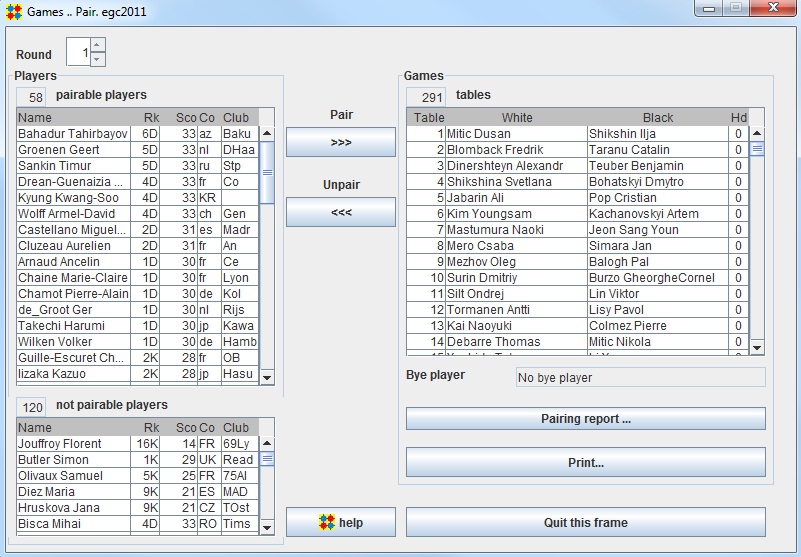 Games .. Pair. egc2011
Round 1
Players
58 pairable players
Name Rk Sco Co Club
Bahadur Tahirbayov 6D 33 az Baku
Groenen Geert 5D 33 nl DHaa
Sankin Timur 5D 33 ru Stp
Drean-Guenaizia ... 4D 33 fr Co
Kyung Kwang-Soo 4D 33 KR
Wolff Armel-David 4D 33 ch Gen
Castellano Miguel... 2D 31 es Madr
Cluzeau Aurelien 2D 31 fr An
Arnaud Ancelin 1D 30 fr Ce
Chaine Marie-Claire 1D 30 fr Lyon
Chamot Pierre-Alain 1D 30 de Kol
de_Groot Ger 1D 30 nl Rijs
Takechi Harumi 1D 30 jp Kawa
Wilken Volker 1D 30 de Hamb
Guille-Escuret Ch... 2K 28 fr OB
Iizaka Kazuo 2K 28 jp Hasu
120 not pairable players
Name Rk Sco Co Club
Jouffroy Florent 16K 14 FR 69Ly
Butler Simon 1K 29 UK Read
Olivaux Samuel 5K 25 FR 75Al
Diez Maria 9K 21 ES MAD
Hruskova Jana 9K 21 CZ TOst
Bisca Mihai 4D 33 RO Tims
Pair
>>>
Unpair
<<<
help
Games
291 tables
Table White Black Hd
1 Mitic Dusan Shikshin Ilja 0
2 Blomback Fredrik Taranu Catalin 0
3 Dinershteyn Alexandr Teuber Benjamin 0
4 Shikshina Svetlana Bohatskyi Dmytro 0
5 Jabarin Ali Pop Cristian 0
6 Kim Youngsam Kachanovskyi Artem 0
7 Mastumura Naoki Jeon Sang Youn 0
8 Mero Csaba Simara Jan 0
9 Mezhov Oleg Balogh Pal 0
10 Surin Dmitriy Burzo GheorgheCornel 0
11 Silt Ondrej Lin Viktor 0
12 Tormanen Antti Lisy Pavol 0
13 Kai Naoyuki Colmez Pierre 0
14 Debarre Thomas Mitic Nikola 0
Bye player No bye player
Pairing report ...
Print...
Quit this frame